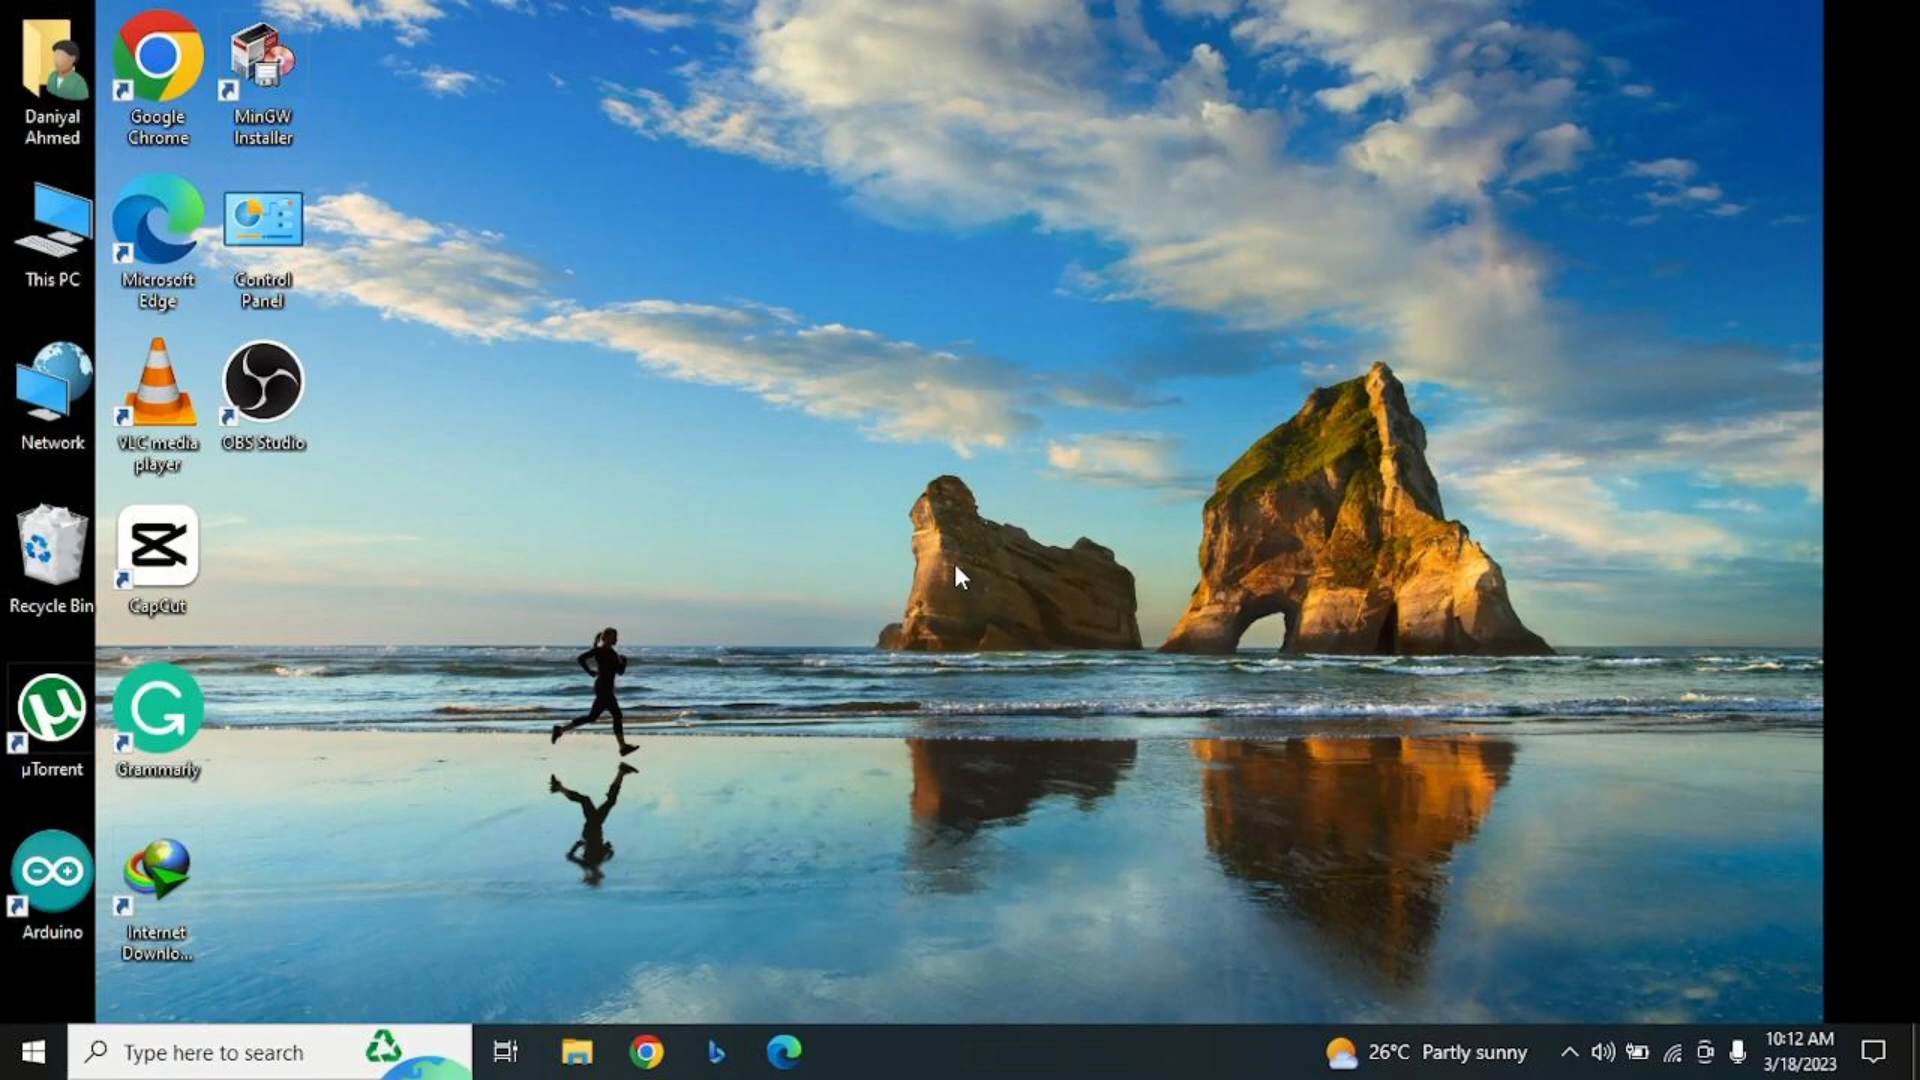 Daniyal
Ahmed
Google
Chrome
MinGW
Installer
This PC
Microsoft
Edge
Control
Panel
Network
VLC media
player
OBS Studio
Recycle Bin
CapCut
µTorrent
Grammarly
Arduino
Internet
Downlo...
Type here to search
26°C Partly sunny
10:12 AM
3/18/2023